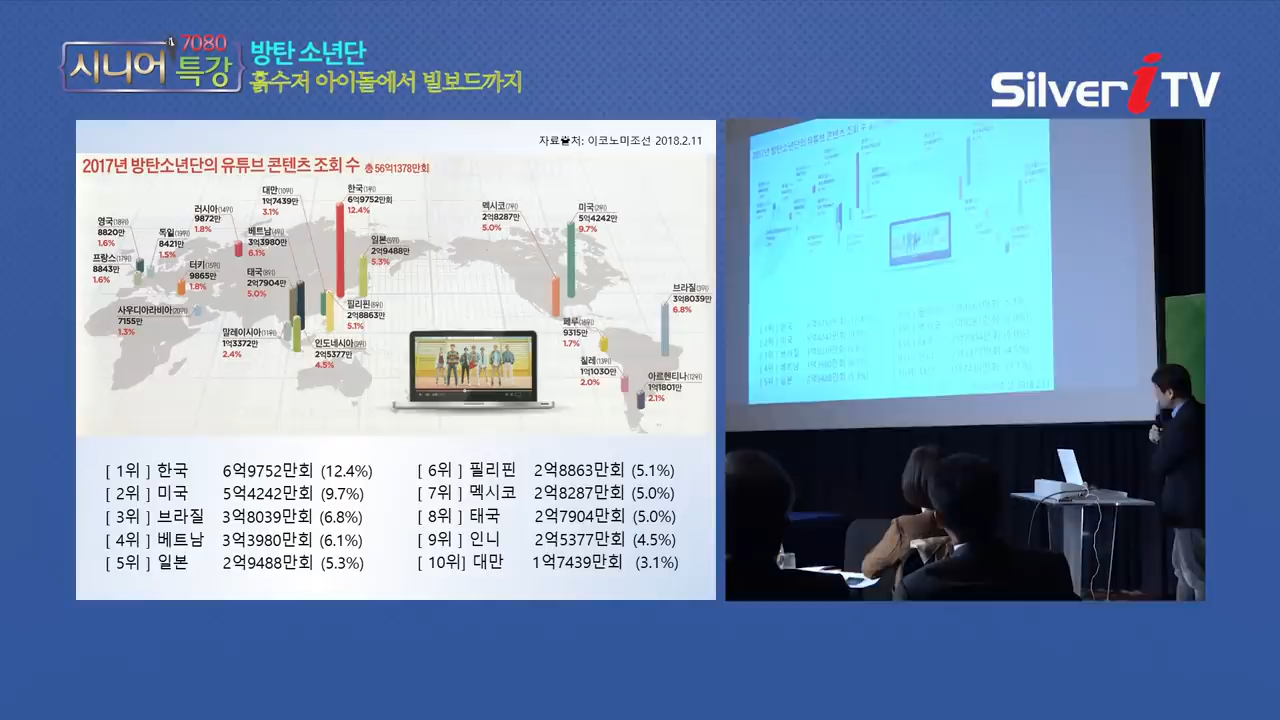 시니어
7080
특강
방탄 소년단
흙수저 아이돌에서 빌보드까지
Silver i TV
자료출처: 이코노미조선 2018.2.11
2017년 방탄소년단의 유튜브 콘텐츠 조회 수 총 56억1378만회
영국(18위)
8820만
1.6%
독일(19위)
8421만
1.5%
프랑스(17위)
8843만
1.6%
러시아(14위)
9872만
1.8%
터키(15위)
9865만
1.8%
사우디아라비아(20위)
7155만
1.3%
대만(10위)
1억7439만
3.1%
베트남(4위)
3억3980만
6.1%
태국(8위)
2억7904만
5.0%
말레이시아(11위)
1억3372만
2.4%
한국(1위)
6억9752만회
12.4%
일본(5위)
2억9488만
5.3%
필리핀(6위)
2억8863만
5.1%
인도네시아(9위)
2억5377만
4.5%
멕시코(7위)
2억8287만
5.0%
미국(2위)
5억4242만
9.7%
브라질(3위)
3억8039만
6.8%
페루(16위)
9315만
1.7%
칠레(13위)
1억1030만
2.0%
아르헨티나(12위)
1억1801만
2.1%
[ 1위 ] 한국 6억9752만회 (12.4%)
[ 2위 ] 미국 5억4242만회 (9.7%)
[ 3위 ] 브라질 3억8039만회 (6.8%)
[ 4위 ] 베트남 3억3980만회 (6.1%)
[ 5위 ] 일본 2억9488만회 (5.3%)
[ 6위 ] 필리핀 2억8863만회 (5.1%)
[ 7위 ] 멕시코 2억8287만회 (5.0%)
[ 8위 ] 태국 2억7904만회 (5.0%)
[ 9위 ] 인니 2억5377만회 (4.5%)
[ 10위] 대만 1억7439만회 (3.1%)
2017년 방탄소년단의 유튜브 콘텐츠 조회 수